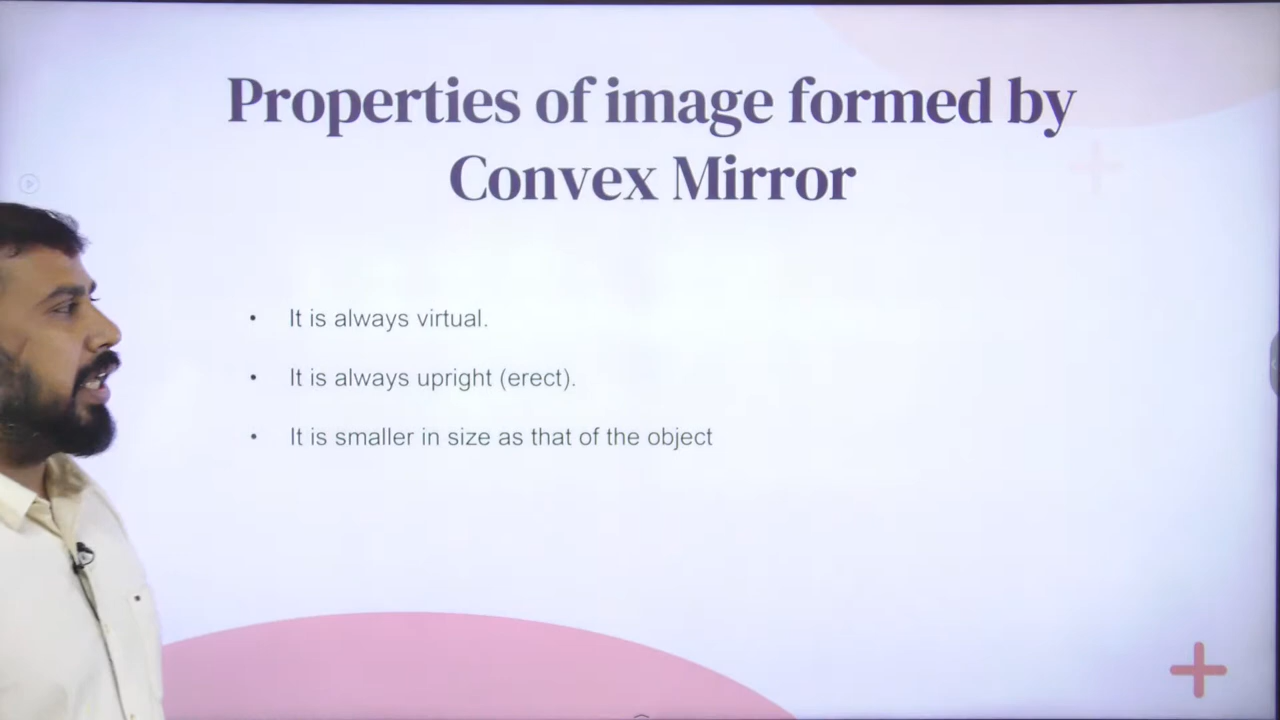 Properties of image formed by
Convex Mirror
• It is always virtual.
• It is always upright (erect).
• It is smaller in size as that of the object